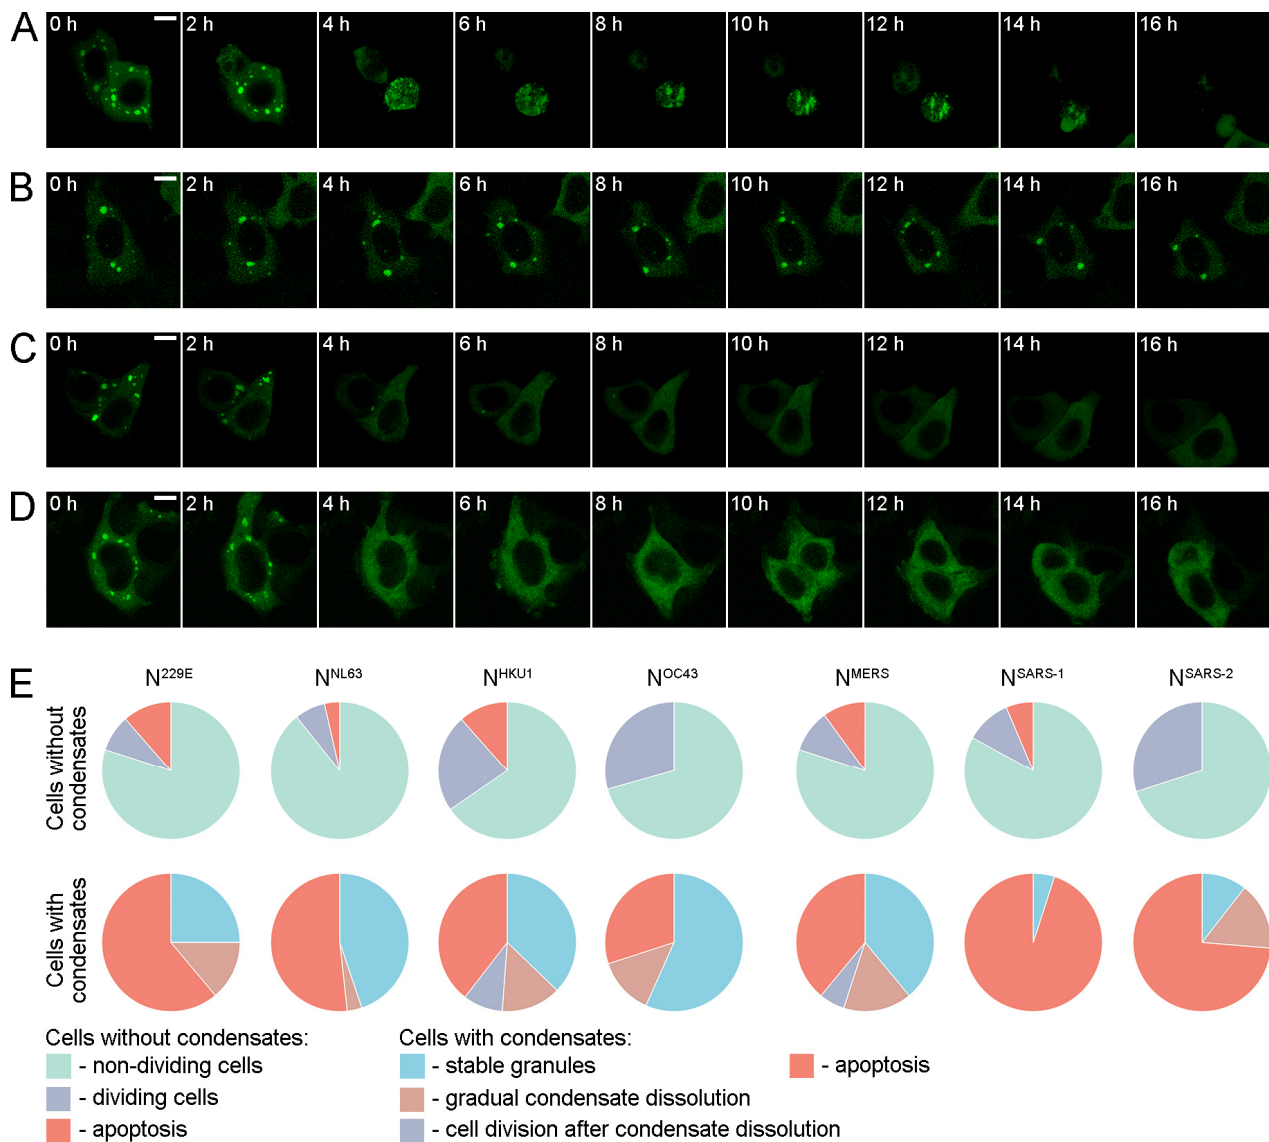 A
0 h 2 h 4 h 6 h 8 h 10 h 12 h 14 h 16 h
B
0 h 2 h 4 h 6 h 8 h 10 h 12 h 14 h 16 h
C
0 h 2 h 4 h 6 h 8 h 10 h 12 h 14 h 16 h
D
0 h 2 h 4 h 6 h 8 h 10 h 12 h 14 h 16 h
E
N229E NNL63 NHKU1 NOC43 NMERS NSARS-1 NSARS-2
Cells without
condensates
Cells with
condensates
Cells without condensates:
- non-dividing cells
- dividing cells
- apoptosis
Cells with condensates:
- stable granules
- gradual condensate dissolution
- cell division after condensate dissolution
- apoptosis